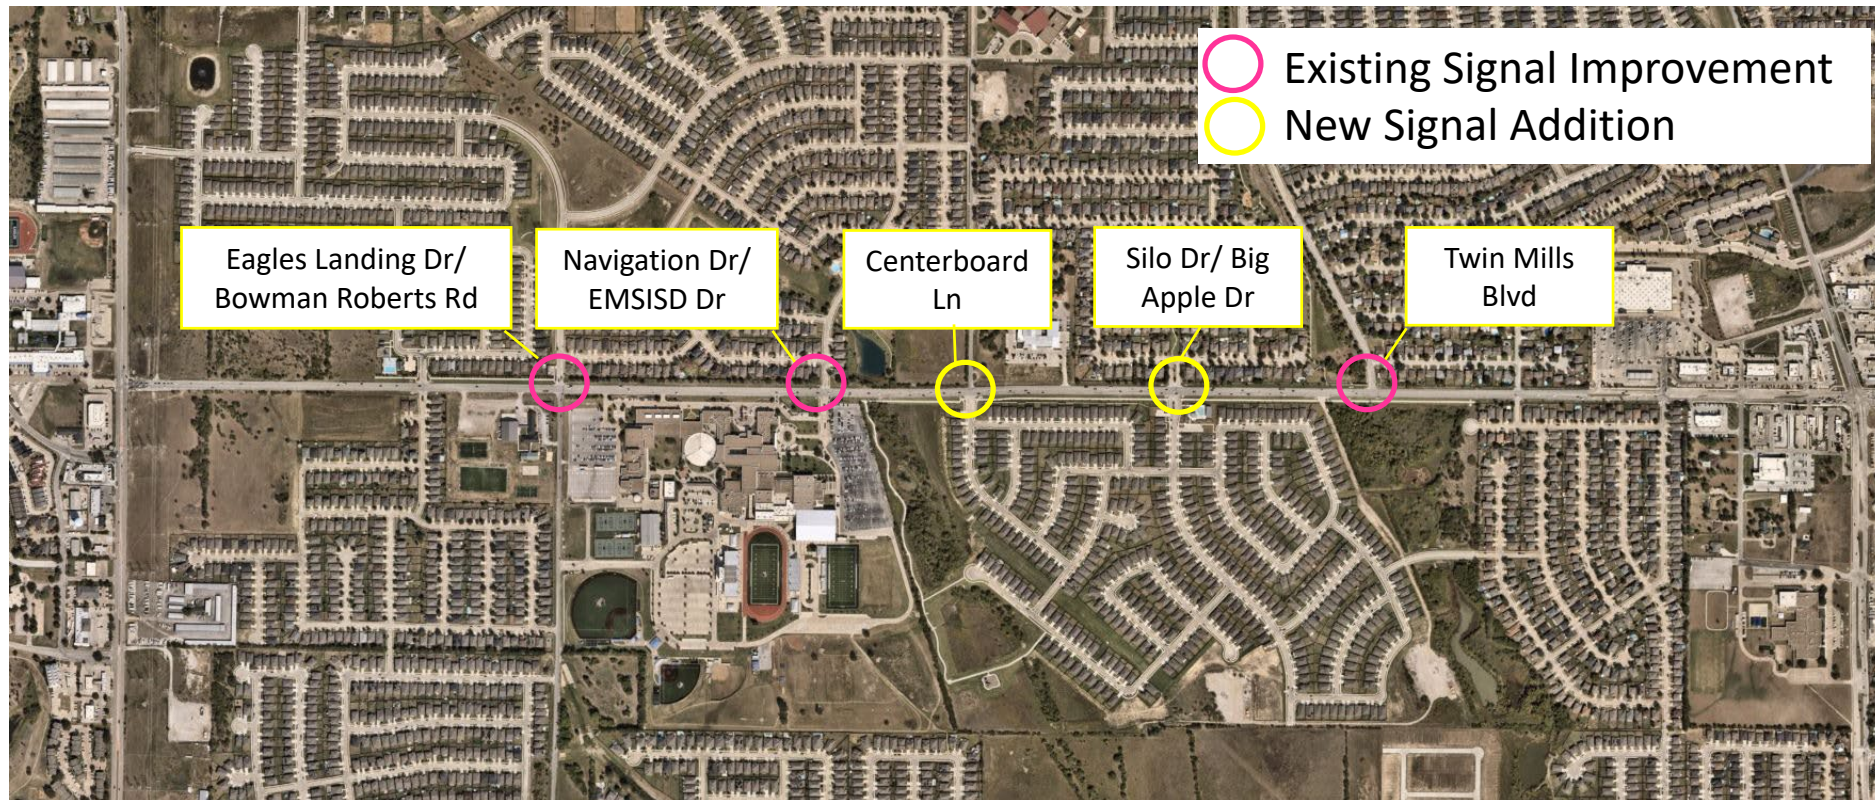 Existing Signal Improvement
New Signal Addition
Eagles Landing Dr/
Bowman Roberts Rd
Navigation Dr/
EMSISD Dr
Centerboard
Ln
Silo Dr/ Big
Apple Dr
Twin Mills
Blvd